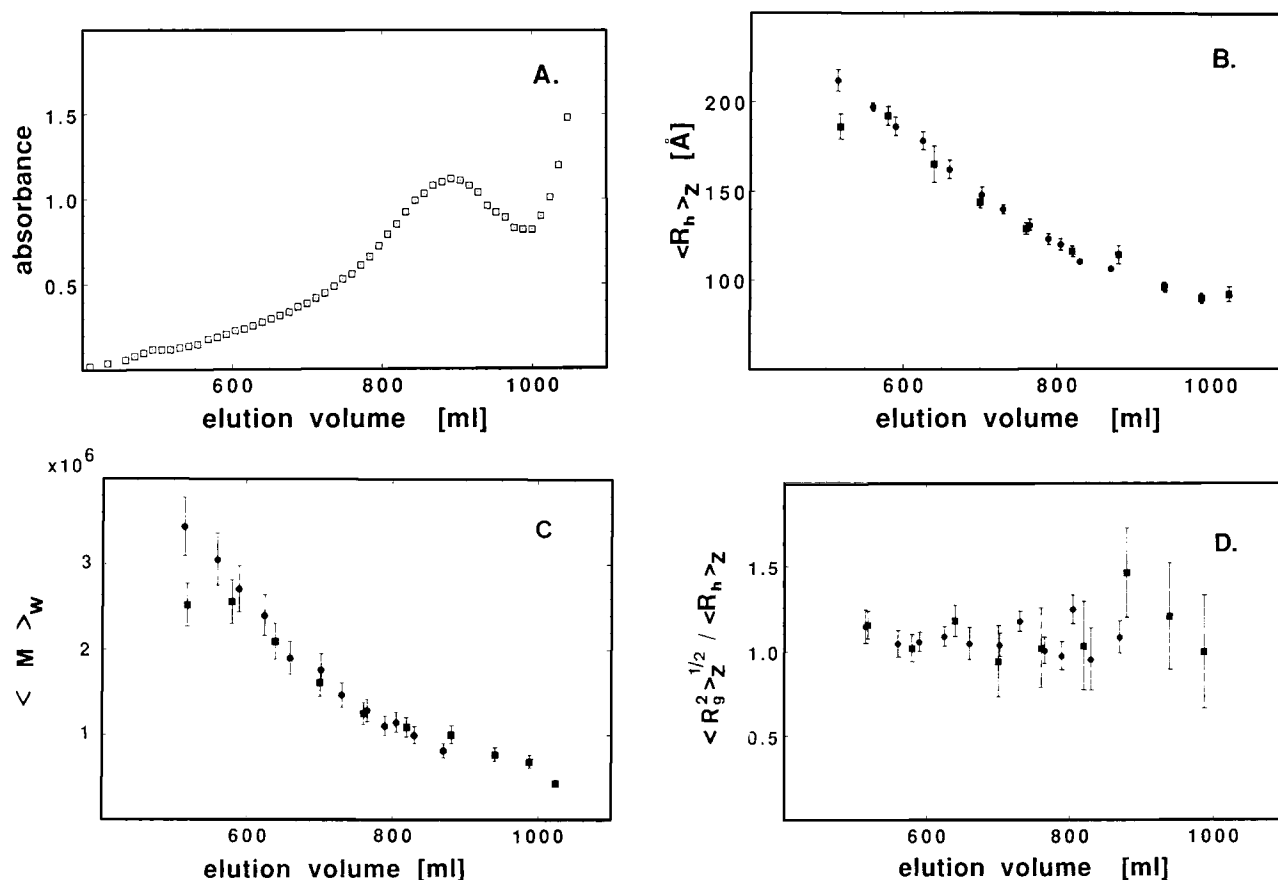 A.
absorbance
1.5
1.0
0.5
600 800 1000
elution volume [ml]
B.
<Rh>z [Å]
200
150
100
600 800 1000
elution volume [ml]
x10⁶
C
< M >w
3
2
1
600 800 1000
elution volume [ml]
D.
<Rg²>z^1/2 / <Rh>z
1.5
1.0
0.5
600 800 1000
elution volume [ml]